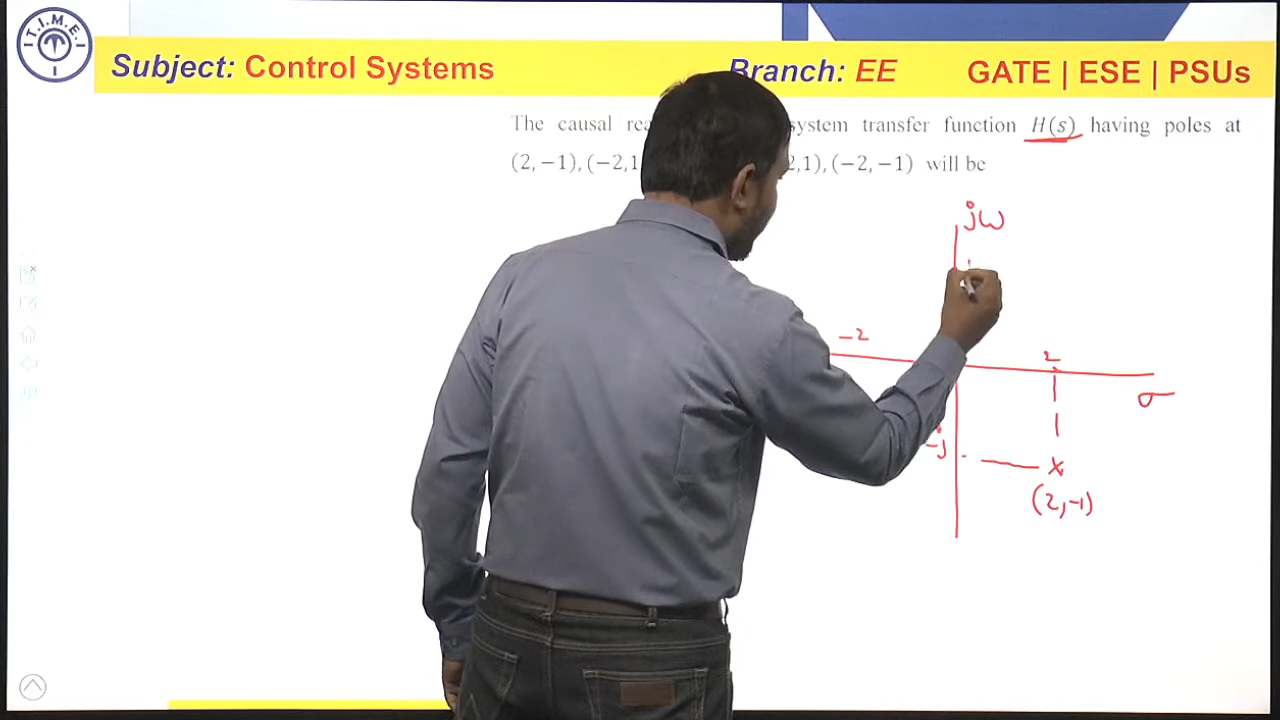 I.T.I.M.E.I
Subject: Control Systems Branch: EE GATE | ESE | PSUs
The causal system transfer function H(s) having poles at
(2, −1), (−2,1 2,1), (−2, −1) will be
jω
-2
2
σ
-j
(2,-1)